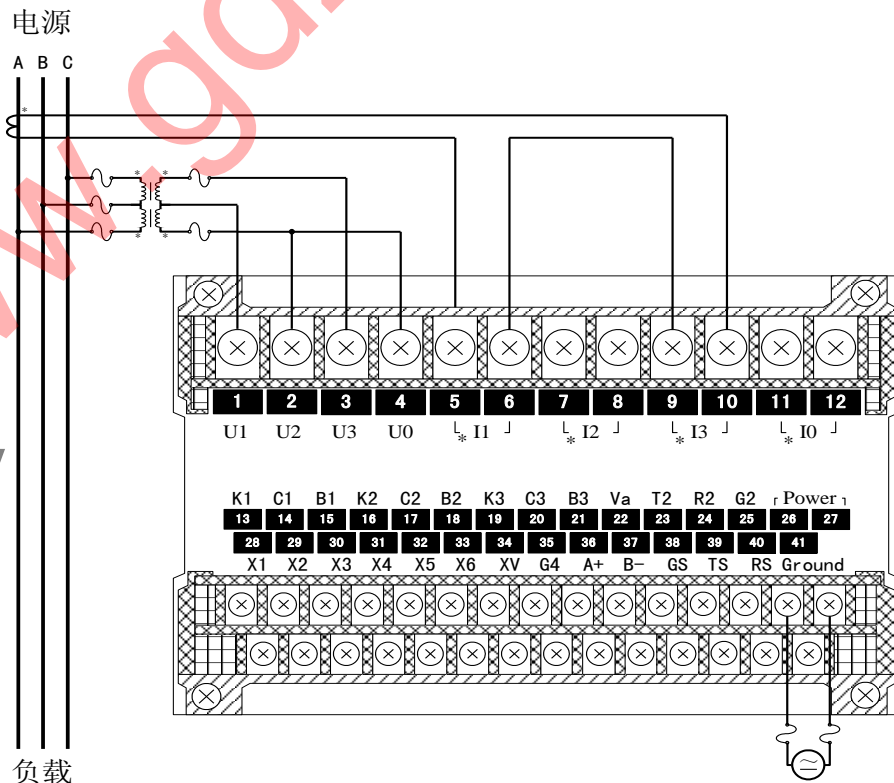 电源
A B C
*
* *
* *
1 2 3 4 5 6 7 8 9 10 11 12
U1 U2 U3 U0 * I1 * I2 * I3 * I0
K1 C1 B1 K2 C2 B2 K3 C3 B3 Va T2 R2 G2 Power
13 14 15 16 17 18 19 20 21 22 23 24 25 26 27
28 29 30 31 32 33 34 35 36 37 38 39 40 41
X1 X2 X3 X4 X5 X6 XV G4 A+ B- GS TS RS Ground
负载